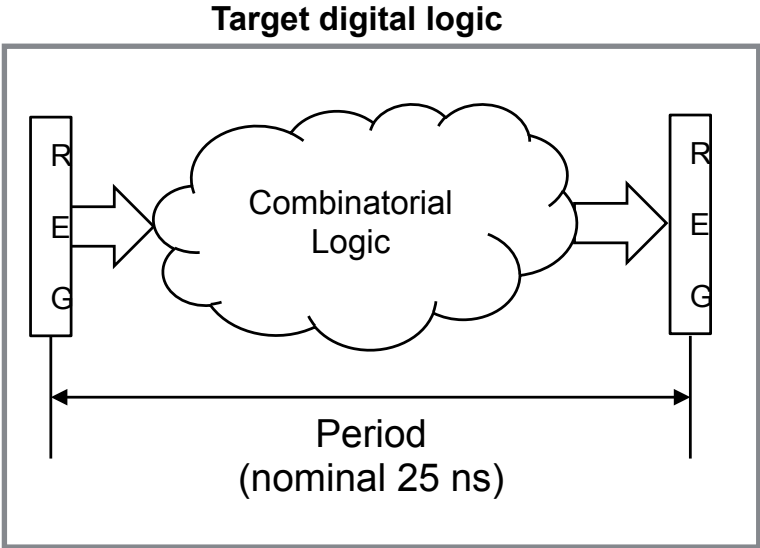 Target digital logic
R
E
G
Combinatorial
Logic
R
E
G
Period
(nominal 25 ns)